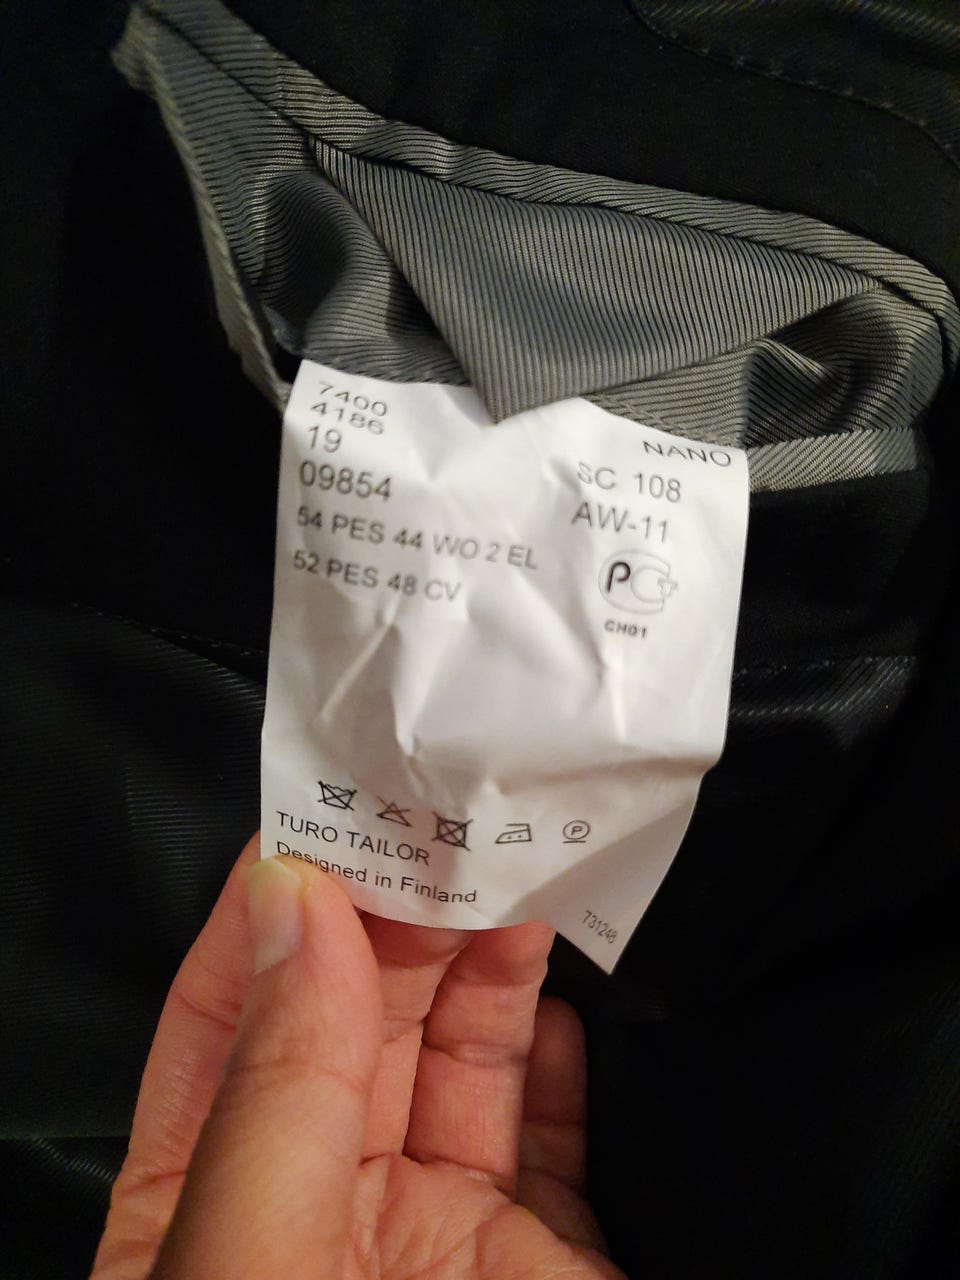 7400
4186
19
09854
54 PES 44 WO 2 EL
52 PES 48 CV
NANO
SC 108
AW-11
PCT
CH01
P
TURO TAILOR
Designed in Finland
731248